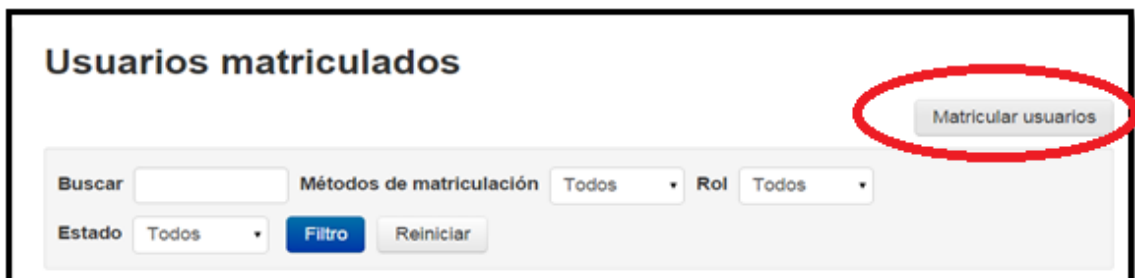 Usuarios matriculados
Matricular usuarios
Buscar Métodos de matriculación Todos Rol Todos
Estado Todos Filtro Reiniciar